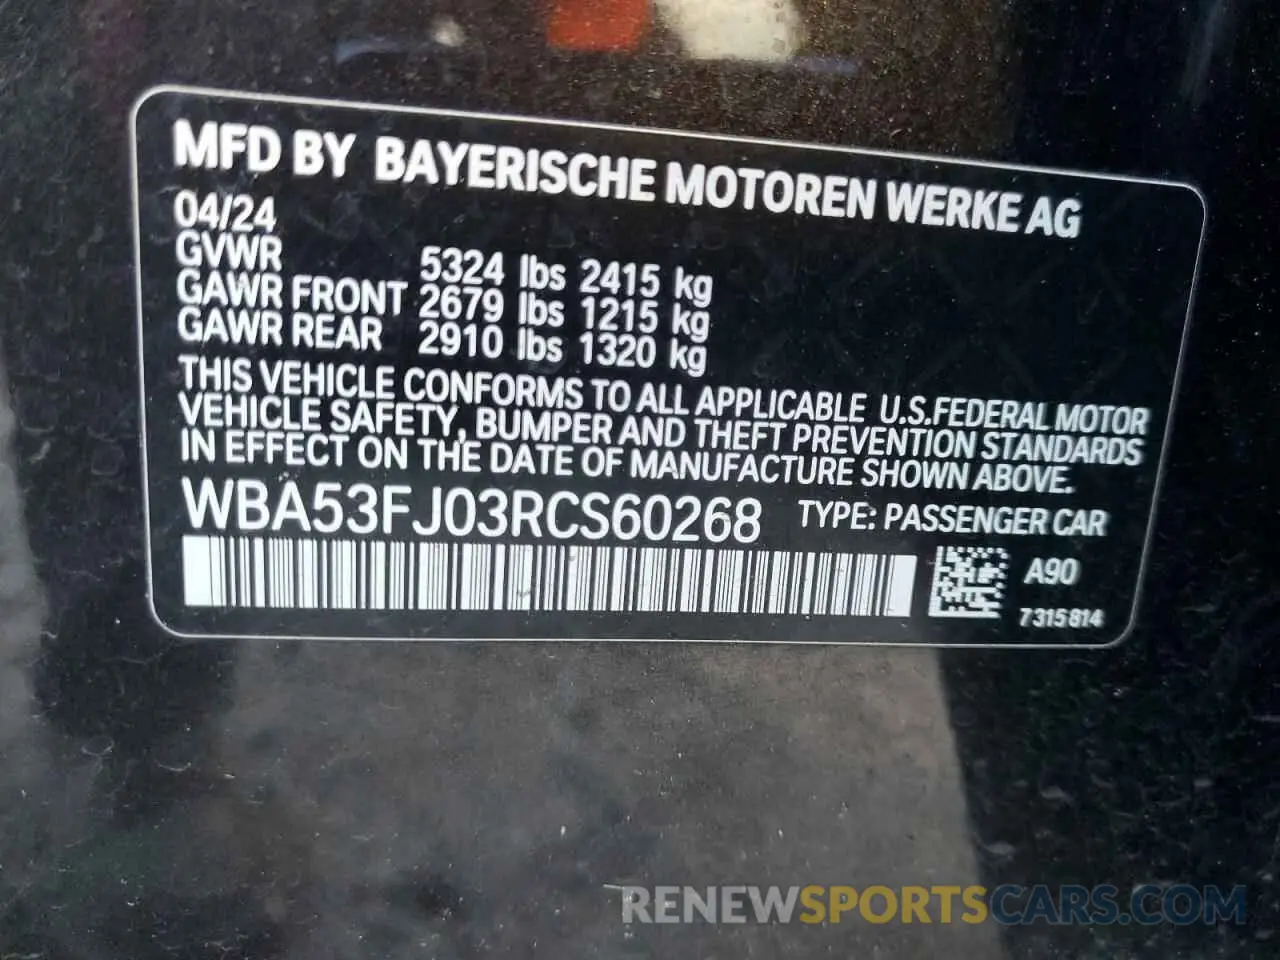 MFD BY BAYERISCHE MOTOREN WERKE AG
04/24
GVWR 5324 lbs 2415 kg
GAWR FRONT 2679 lbs 1215 kg
GAWR REAR 2910 lbs 1320 kg
THIS VEHICLE CONFORMS TO ALL APPLICABLE U.S.FEDERAL MOTOR
VEHICLE SAFETY, BUMPER AND THEFT PREVENTION STANDARDS
IN EFFECT ON THE DATE OF MANUFACTURE SHOWN ABOVE.
WBA53FJ03RCS60268 TYPE: PASSENGER CAR
A90
7315814
RENEWSPORTSCARS.COM